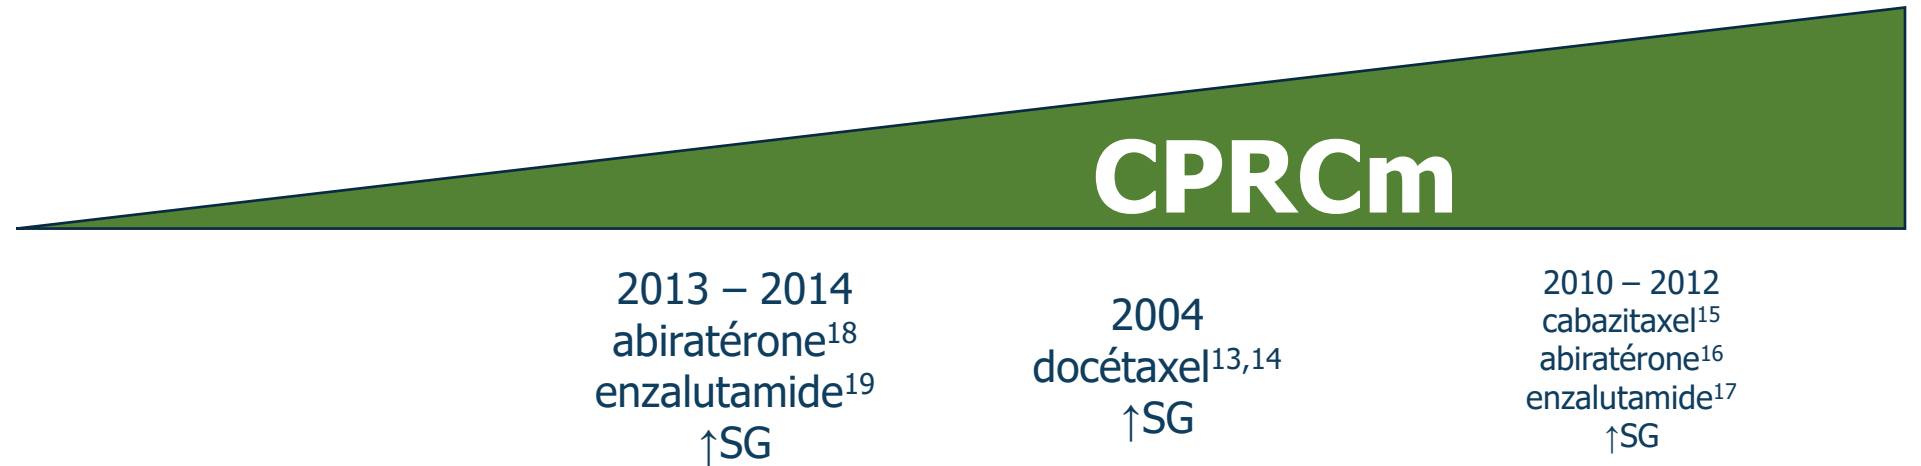 CPRCm
2013 – 2014
abiratérone¹⁸
enzalutamide¹⁹
↑SG
2004
docétaxel¹³,¹⁴
↑SG
2010 – 2012
cabazitaxel¹⁵
abiratérone¹⁶
enzalutamide¹⁷
↑SG